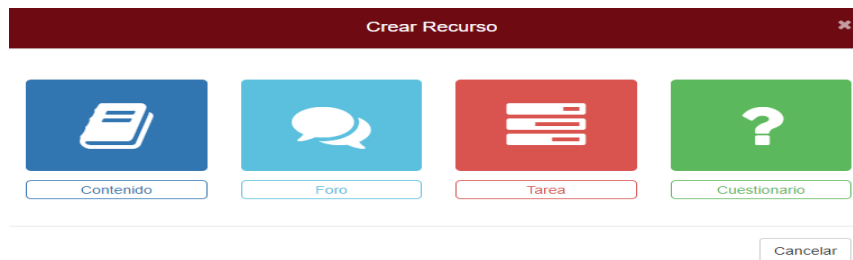 Crear Recurso
Contenido
Foro
Tarea
Cuestionario
Cancelar